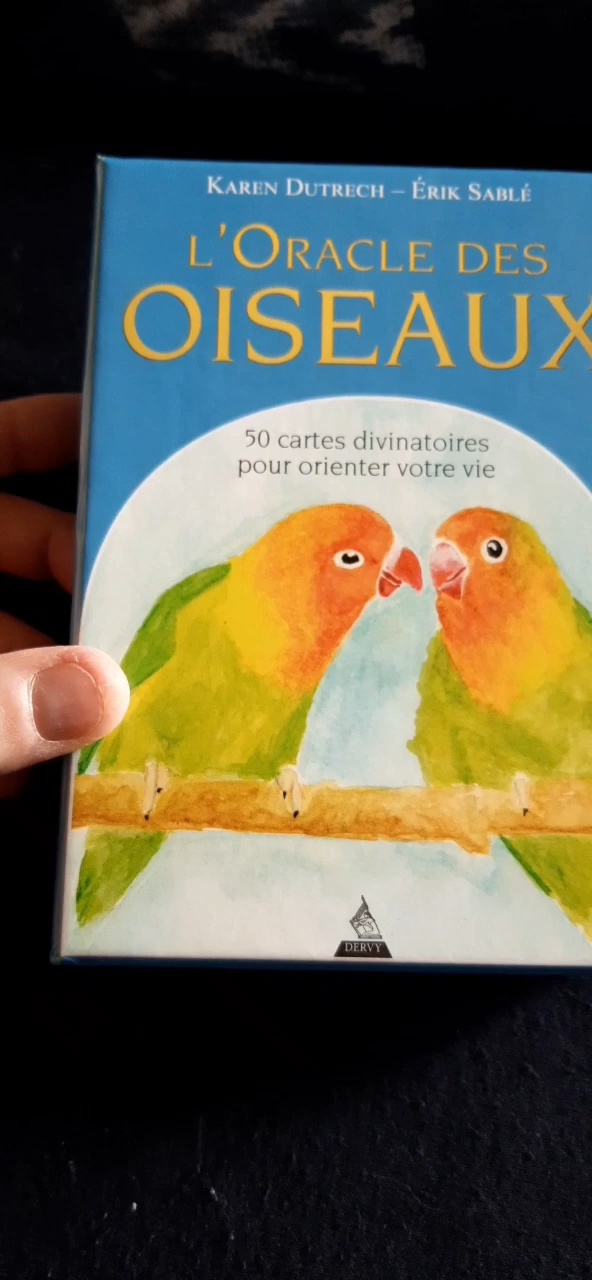 KAREN DUTRECH – ÉRIK SABLÉ
L'ORACLE DES
OISEAUX
50 cartes divinatoires
pour orienter votre vie
DERVY